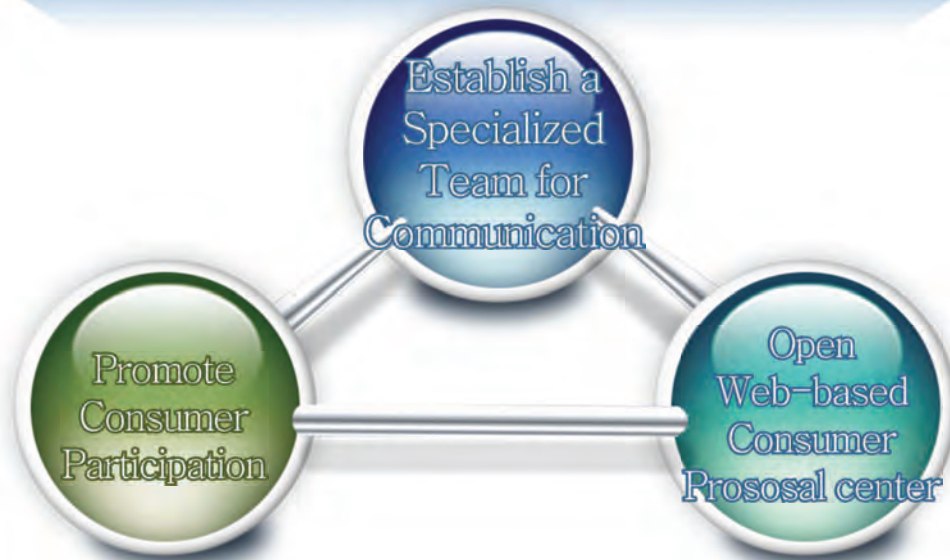 Establish a
Specialized
Team for
Communication
Promote
Consumer
Participation
Open
Web-based
Consumer
Prososal center